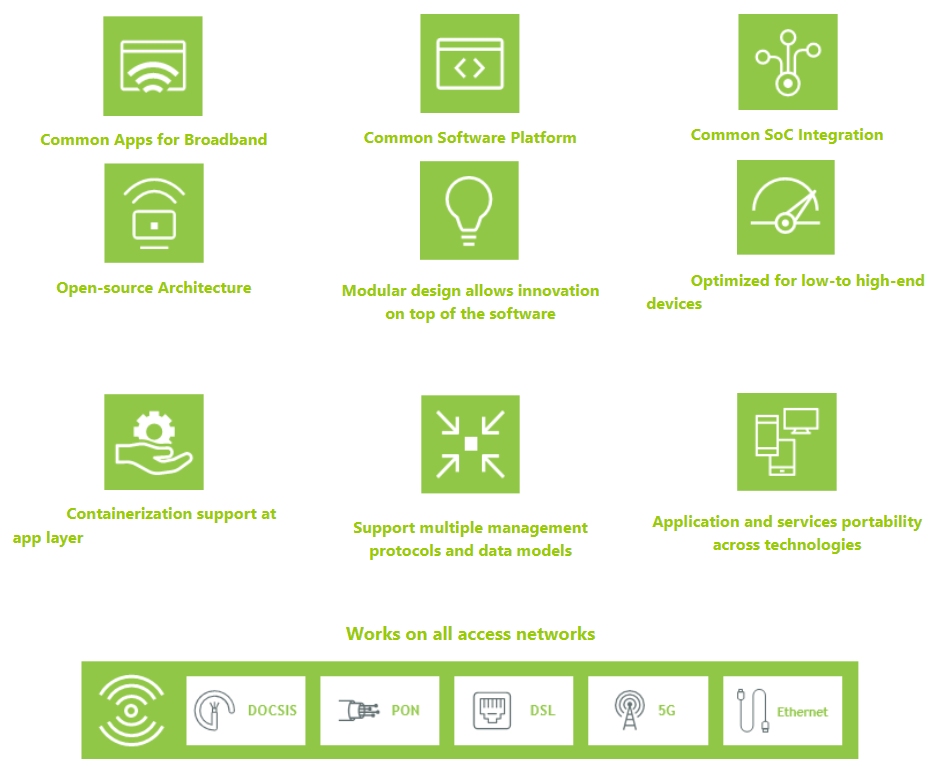 Common Apps for Broadband
Common Software Platform
Common SoC Integration
Open-source Architecture
Modular design allows innovation
on top of the software
Optimized for low-to high-end
devices
Containerization support at
app layer
Support multiple management
protocols and data models
Application and services portability
across technologies
Works on all access networks
DOCSIS
PON
DSL
5G
Ethernet